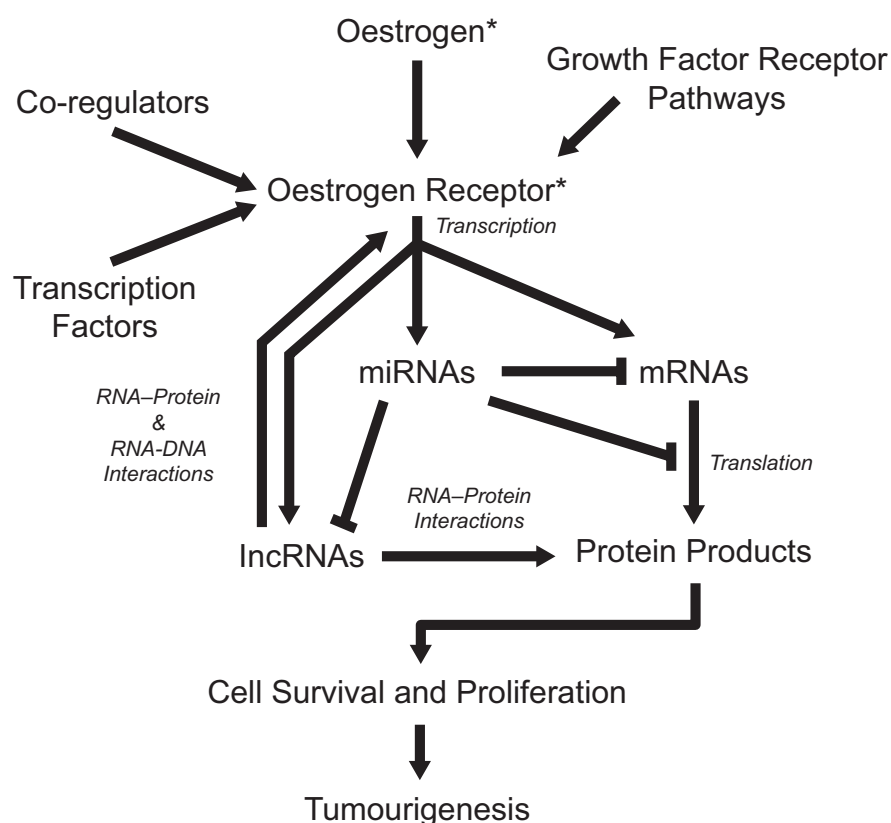 Oestrogen*
Growth Factor Receptor
Pathways
Co-regulators
Oestrogen Receptor*
Transcription
Transcription
Factors
miRNAs
mRNAs
RNA–Protein
&
RNA-DNA
Interactions
Translation
RNA–Protein
Interactions
lncRNAs
Protein Products
Cell Survival and Proliferation
Tumourigenesis